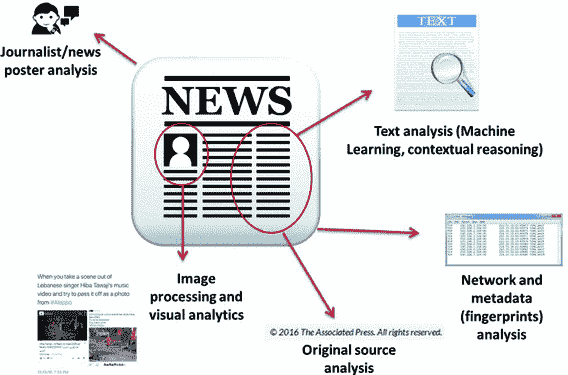 Journalist/news
poster analysis
NEWS
TEXT
Text analysis (Machine
Learning, contextual reasoning)
When you take a scene out of
Lebanese singer Hiba Tawaji's music
video and try to pass it off as a photo
from #Aleppo
Image
processing and
visual analytics
© 2016 The Associated Press. All rights reserved.
Original source
analysis
Network and
metadata
(fingerprints)
analysis